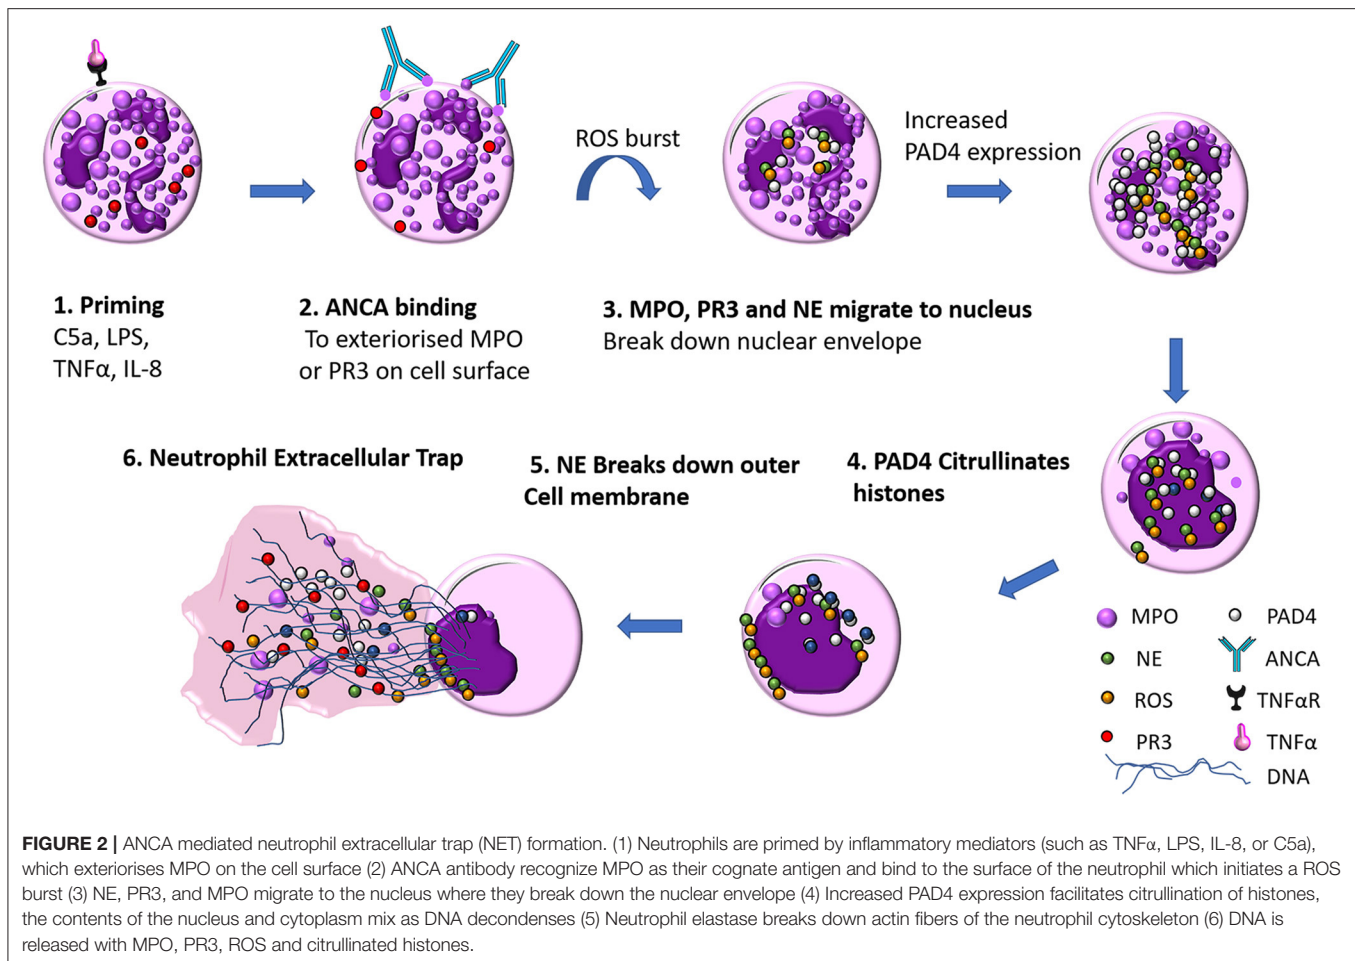 ROS burst
Increased
PAD4 expression
1. Priming
C5a, LPS,
TNFα, IL-8
2. ANCA binding
To exteriorised MPO
or PR3 on cell surface
3. MPO, PR3 and NE migrate to nucleus
Break down nuclear envelope
4. PAD4 Citrullinates
histones
5. NE Breaks down outer
Cell membrane
6. Neutrophil Extracellular Trap
MPO
NE
ROS
PR3
PAD4
ANCA
TNFαR
TNFα
DNA
FIGURE 2 | ANCA mediated neutrophil extracellular trap (NET) formation. (1) Neutrophils are primed by inflammatory mediators (such as TNFα, LPS, IL-8, or C5a),
which exteriorises MPO on the cell surface (2) ANCA antibody recognize MPO as their cognate antigen and bind to the surface of the neutrophil which initiates a ROS
burst (3) NE, PR3, and MPO migrate to the nucleus where they break down the nuclear envelope (4) Increased PAD4 expression facilitates citrullination of histones,
the contents of the nucleus and cytoplasm mix as DNA decondenses (5) Neutrophil elastase breaks down actin fibers of the neutrophil cytoskeleton (6) DNA is
released with MPO, PR3, ROS and citrullinated histones.